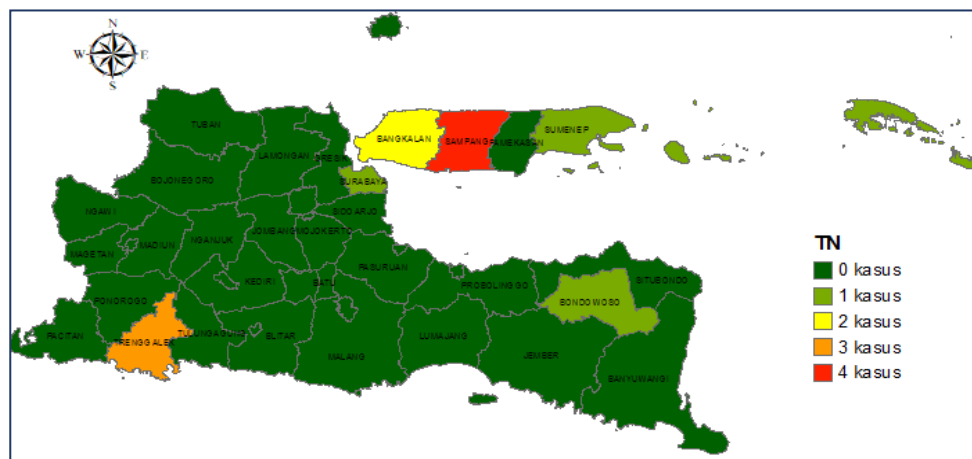 N
W E
S
TUBAN
LAMONGAN
GRESIK
BANGKALAN
SAMPANG
PAMEKASAN
SUMENEP
BOJONEGORO
SURABAYA
NGAWI
SIDOARJO
MAGETAN
MADIUN
NGANJUK
JOMBANG
MOJOKERTO
PASURUAN
KEDIRI
BATU
PROBOLINGGO
SITUBONDO
PONOROGO
BONDOWOSO
PACITAN
TRENGGALEK
TULUNGAGUNG
BLITAR
MALANG
LUMAJANG
JEMBER
BANYUWANGI
TN
0 kasus
1 kasus
2 kasus
3 kasus
4 kasus